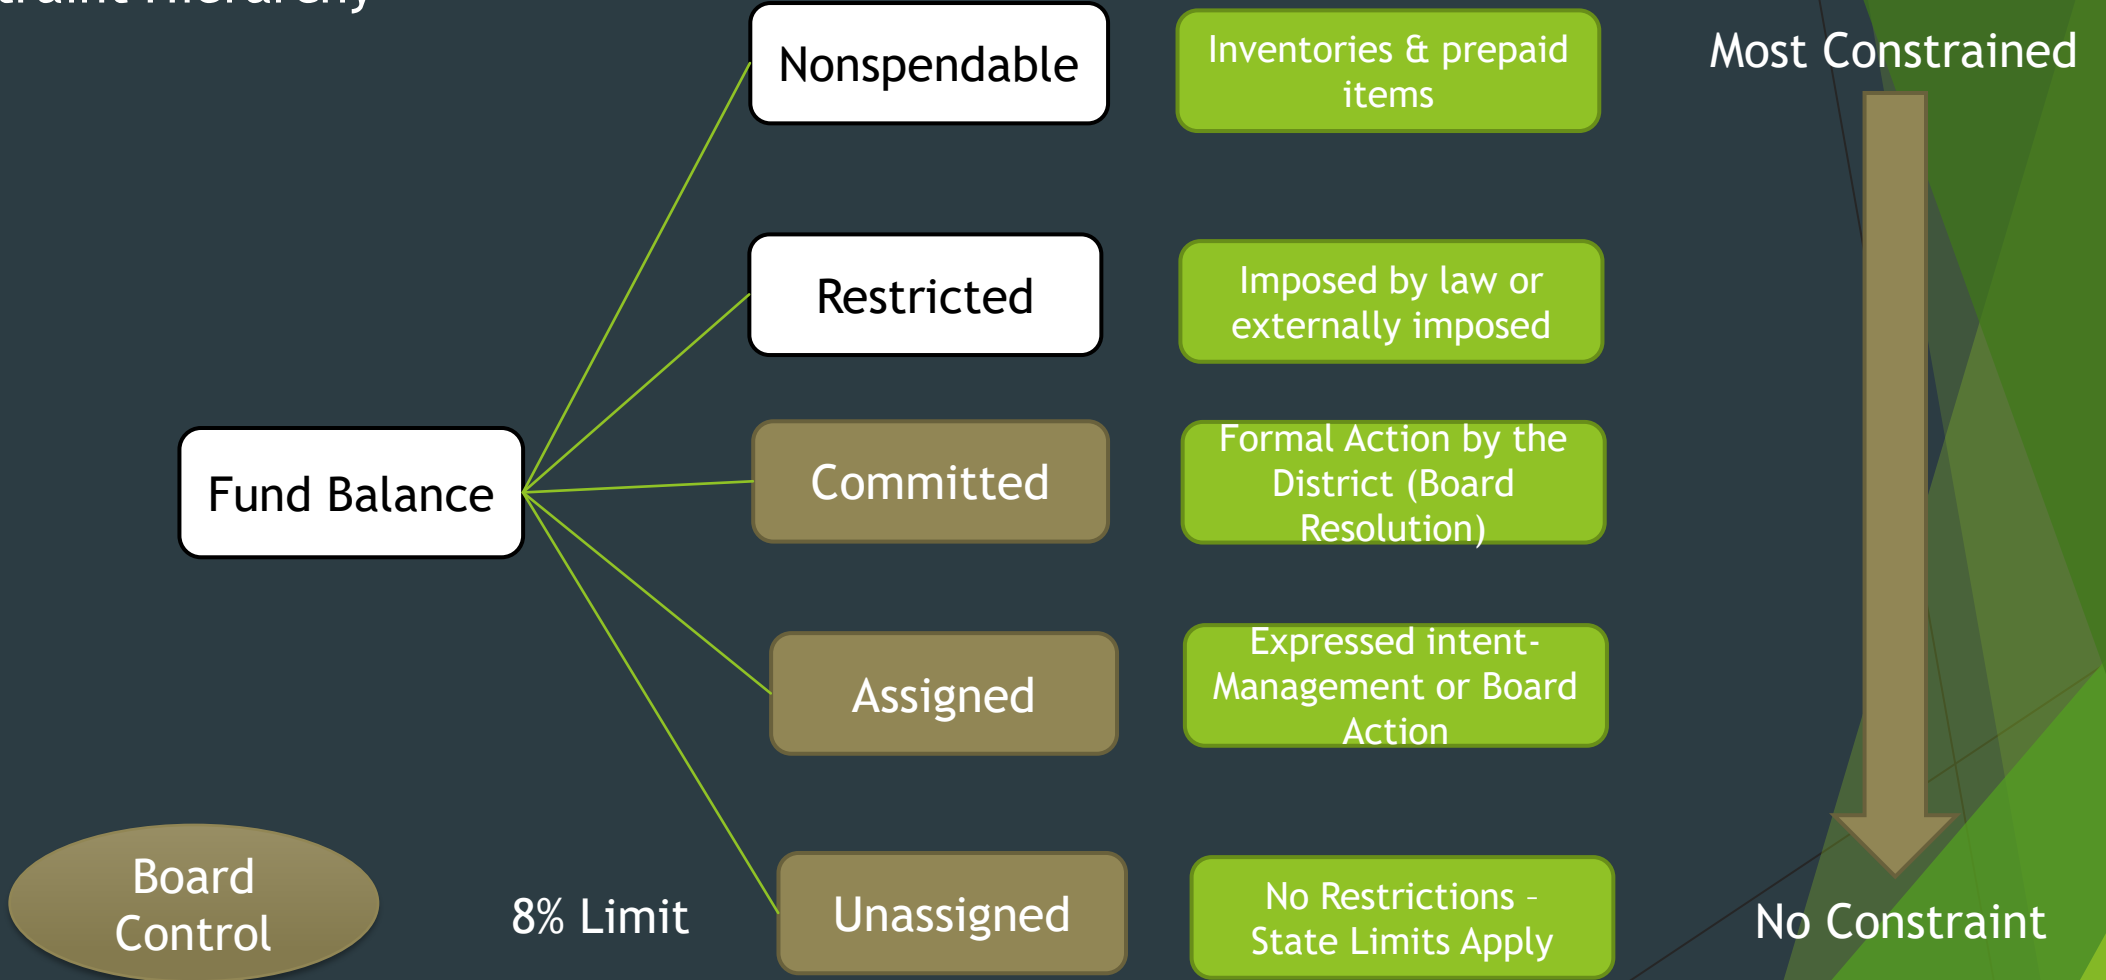 Nonspendable
Inventories & prepaid
items
Most Constrained
Restricted
Imposed by law or
externally imposed
Committed
Formal Action by the
District (Board
Resolution)
Fund Balance
Assigned
Expressed intent-
Management or Board
Action
Board
Control
8% Limit
Unassigned
No Restrictions –
State Limits Apply
No Constraint